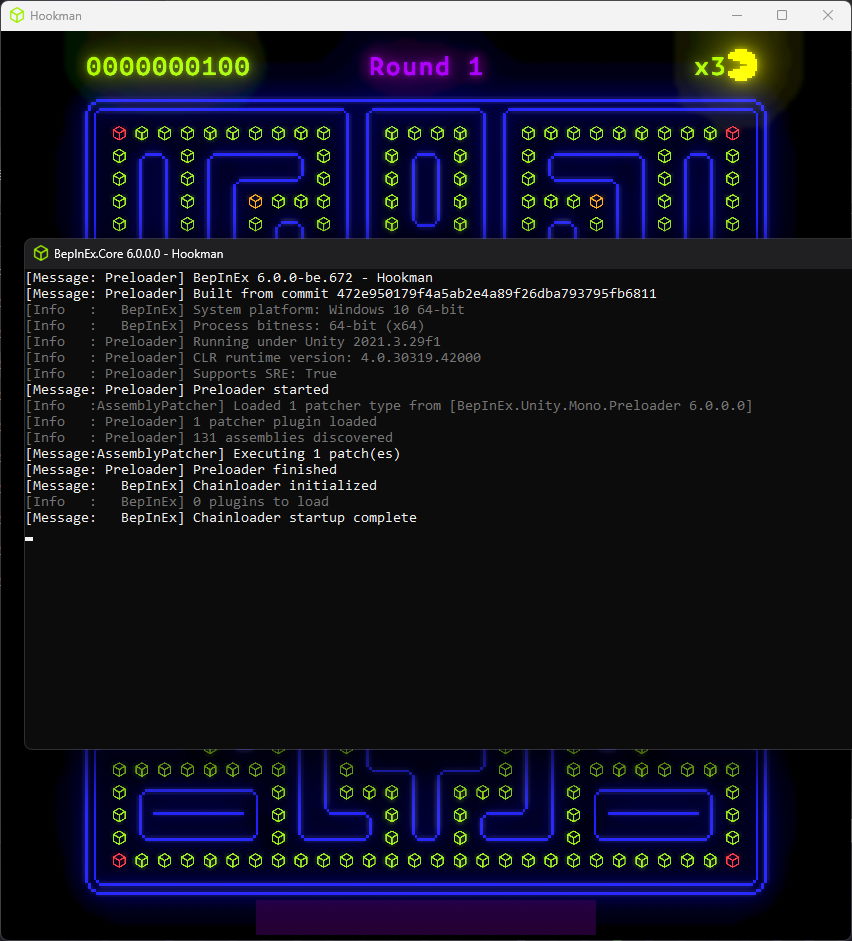 Hookman
0000000100 Round 1 x3
BepInEx.Core 6.0.0.0 - Hookman
[Message: Preloader] BepInEx 6.0.0-be.672 - Hookman
[Message: Preloader] Built from commit 472e950179f4a5ab2e4a89f26dba793795fb6811
[Info   :   BepInEx] System platform: Windows 10 64-bit
[Info   :   BepInEx] Process bitness: 64-bit (x64)
[Info   : Preloader] Running under Unity 2021.3.29f1
[Info   : Preloader] CLR runtime version: 4.0.30319.42000
[Info   : Preloader] Supports SRE: True
[Message: Preloader] Preloader started
[Info   :AssemblyPatcher] Loaded 1 patcher type from [BepInEx.Unity.Mono.Preloader 6.0.0.0]
[Info   : Preloader] 1 patcher plugin loaded
[Info   : Preloader] 131 assemblies discovered
[Message:AssemblyPatcher] Executing 1 patch(es)
[Message: Preloader] Preloader finished
[Message:   BepInEx] Chainloader initialized
[Info   :   BepInEx] 0 plugins to load
[Message:   BepInEx] Chainloader startup complete